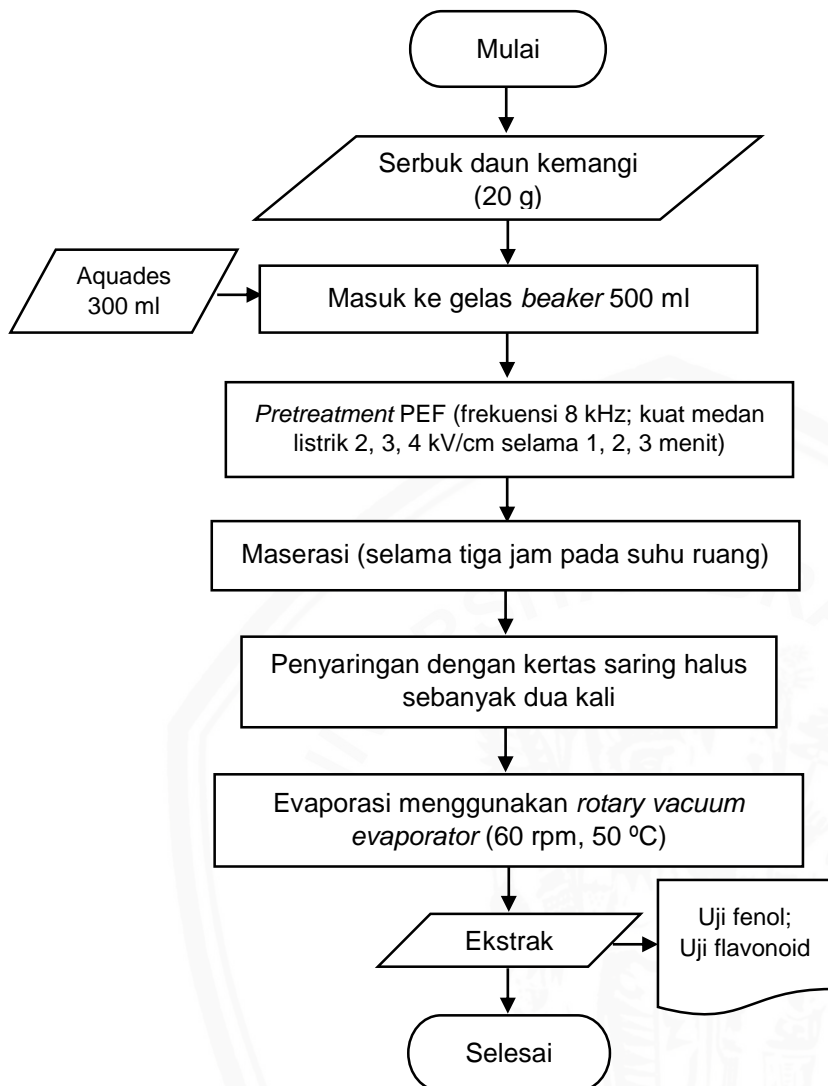 Mulai
Serbuk daun kemangi
(20 g)
Aquades
300 ml
Masuk ke gelas beaker 500 ml
Pretreatment PEF (frekuensi 8 kHz; kuat medan
listrik 2, 3, 4 kV/cm selama 1, 2, 3 menit)
Maserasi (selama tiga jam pada suhu ruang)
Penyaringan dengan kertas saring halus
sebanyak dua kali
Evaporasi menggunakan rotary vacuum
evaporator (60 rpm, 50 ºC)
Ekstrak
Uji fenol;
Uji flavonoid
Selesai